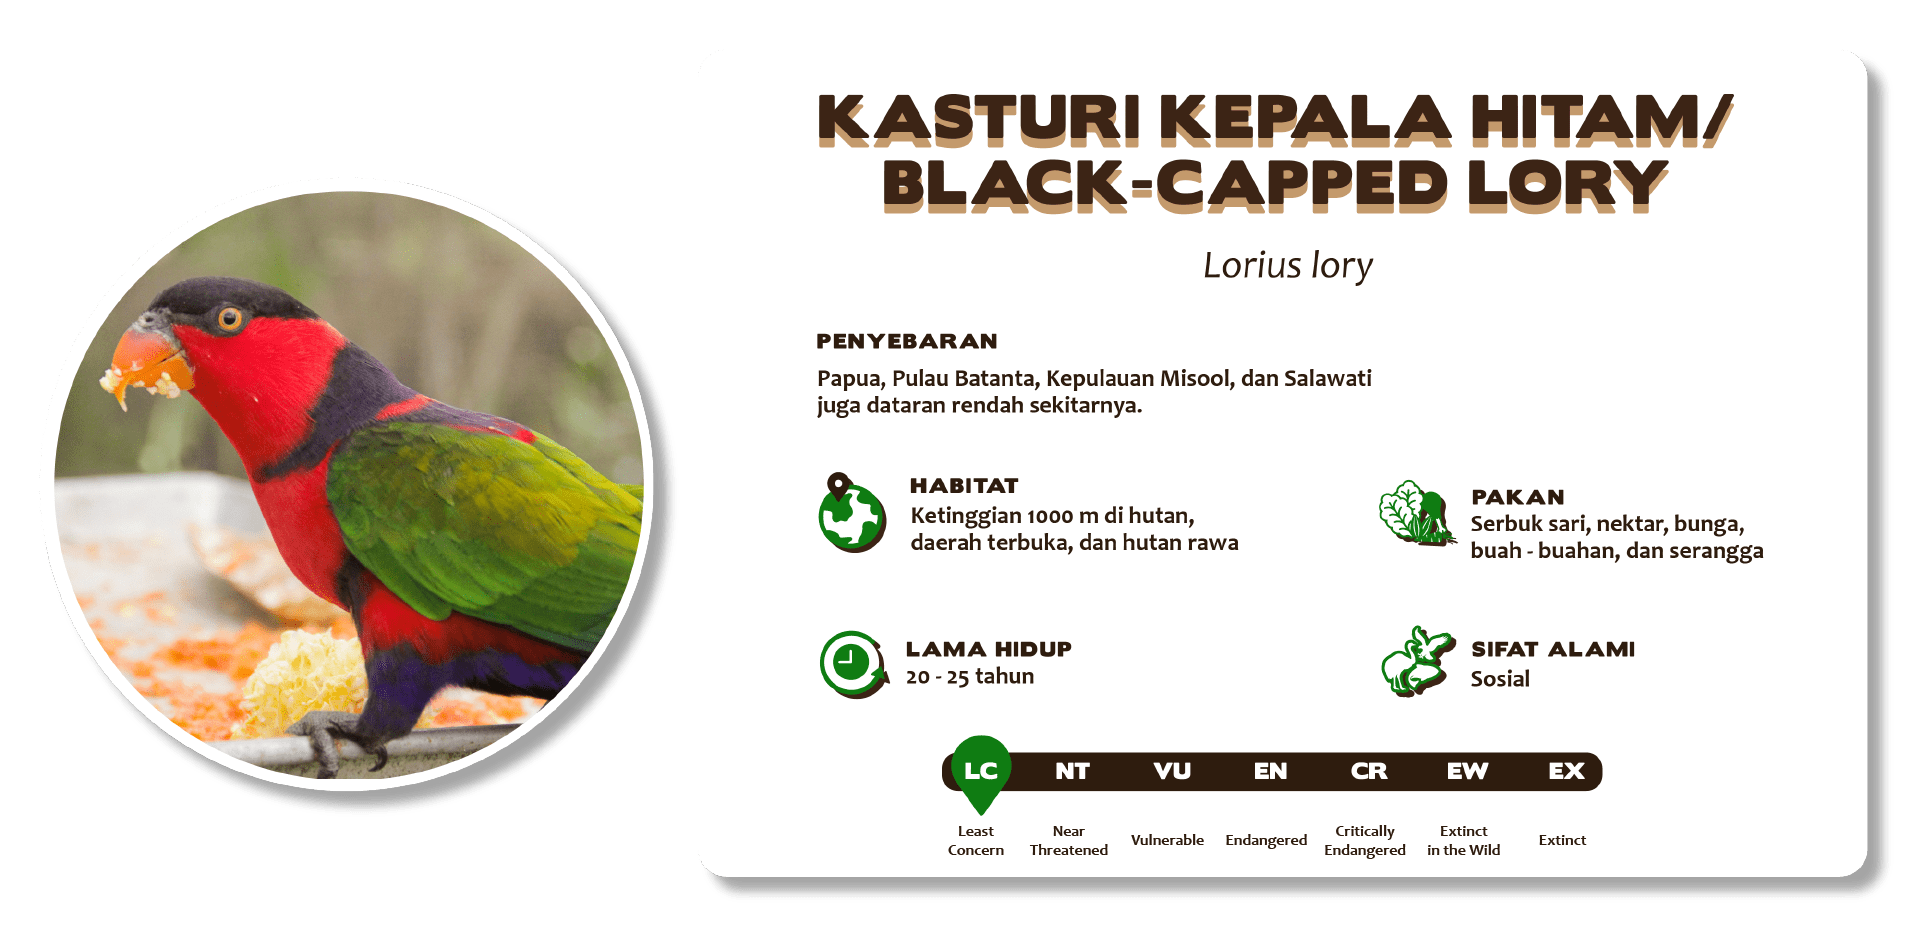 KASTURI KEPALA HITAM/
BLACK-CAPPED LORY
Lorius lory
PENYEBARAN
Papua, Pulau Batanta, Kepulauan Misool, dan Salawati
juga dataran rendah sekitarnya.
HABITAT
Ketinggian 1000 m di hutan,
daerah terbuka, dan hutan rawa
PAKAN
Serbuk sari, nektar, bunga,
buah - buahan, dan serangga
LAMA HIDUP
20 - 25 tahun
SIFAT ALAMI
Sosial
LC NT VU EN CR EW EX
Least
Concern
Near
Threatened
Vulnerable
Endangered
Critically
Endangered
Extinct
in the Wild
Extinct